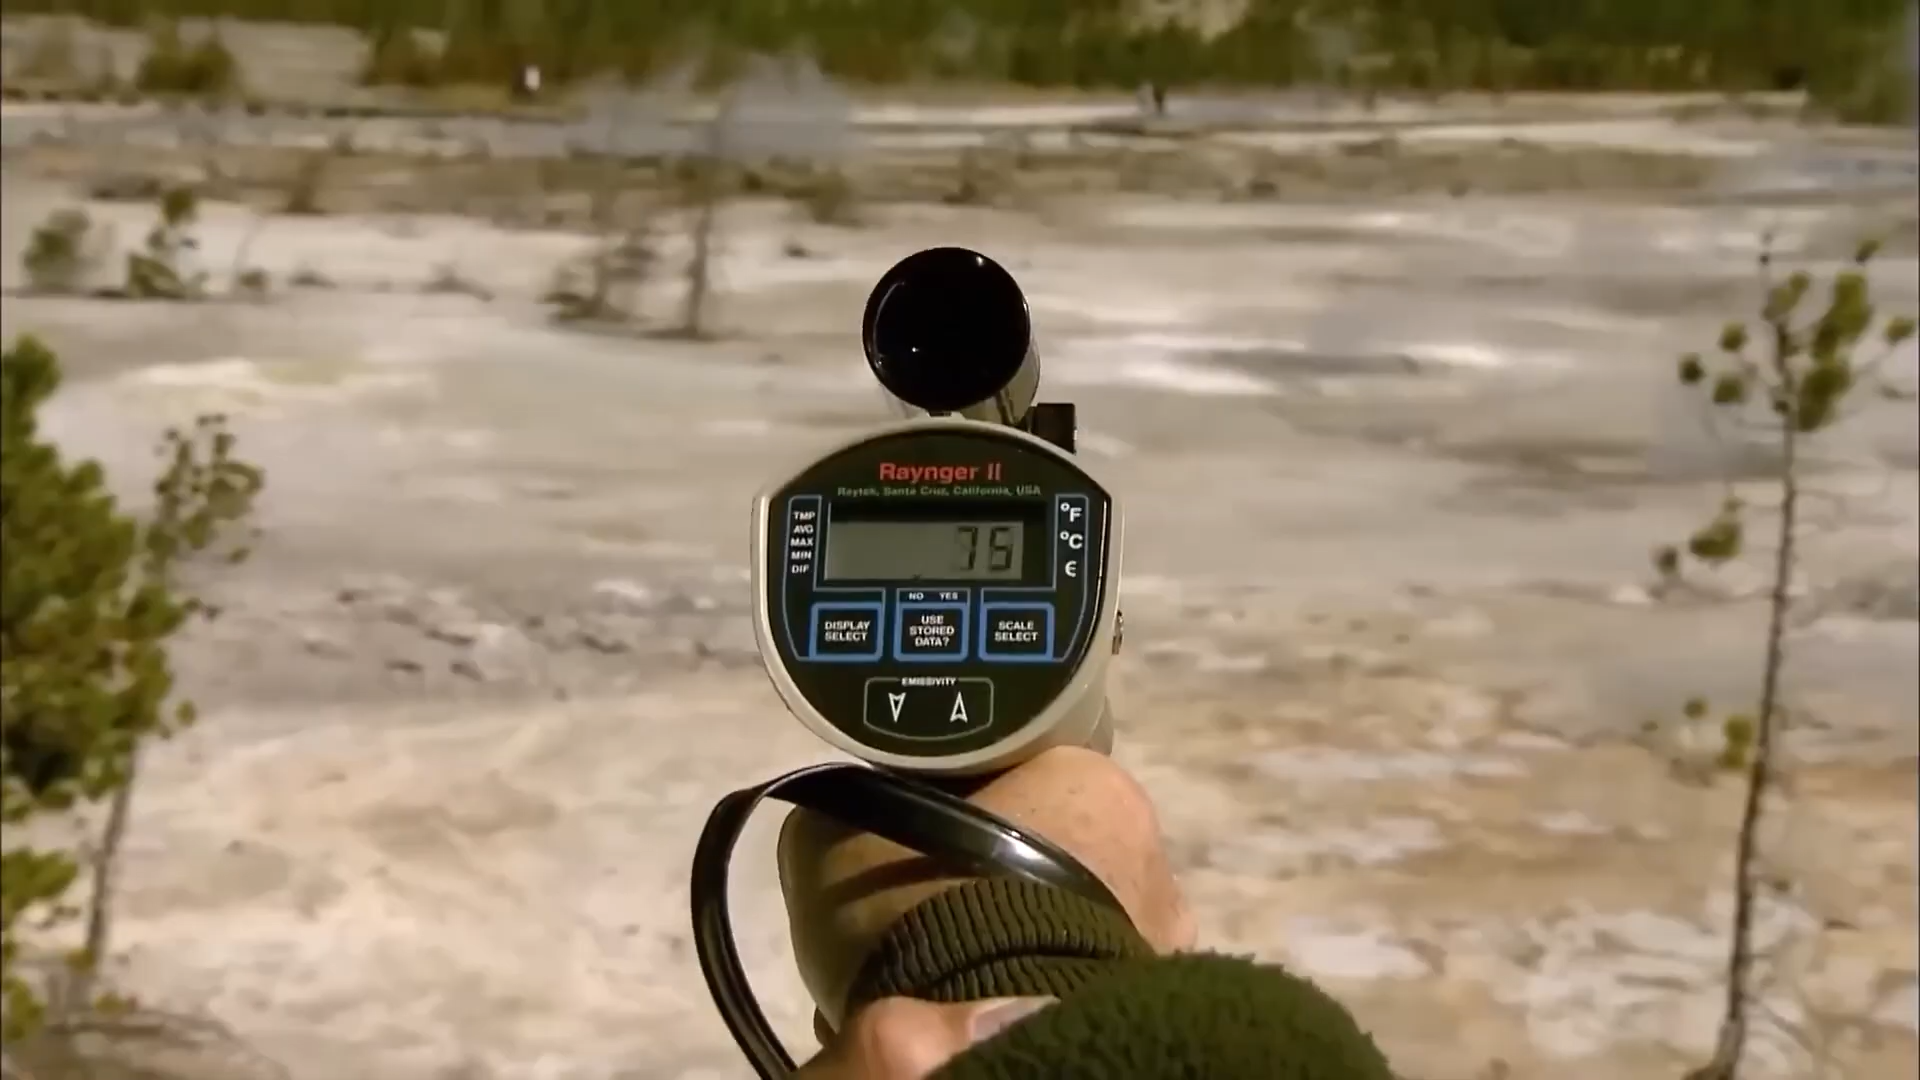 Raynger II
Raytek, Santa Cruz, California, USA
TMP
AVG
MAX
MIN
DIF
°F
°C
Є
NO YES
DISPLAY
SELECT
USE
STORED
DATA?
SCALE
SELECT
EMISSIVITY